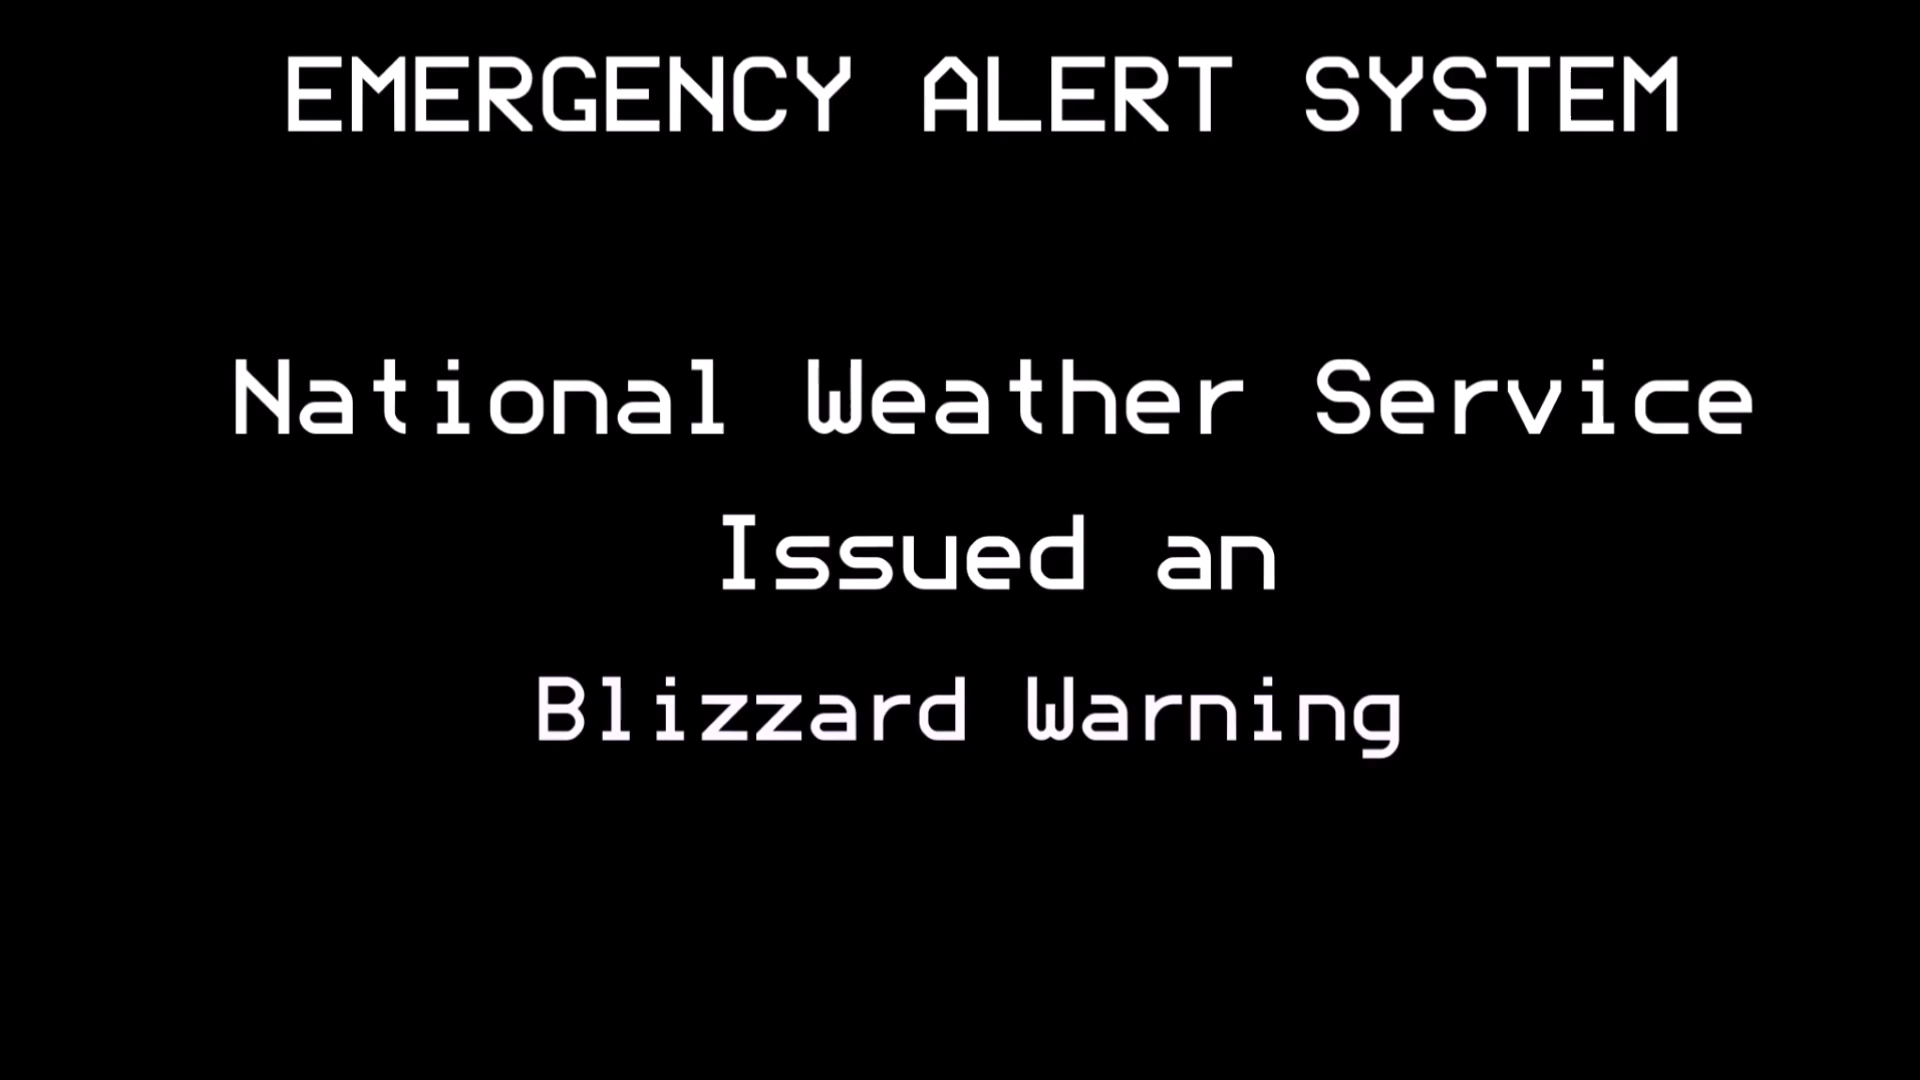 EMERGENCY ALERT SYSTEM
National Weather Service
Issued an
Blizzard Warning